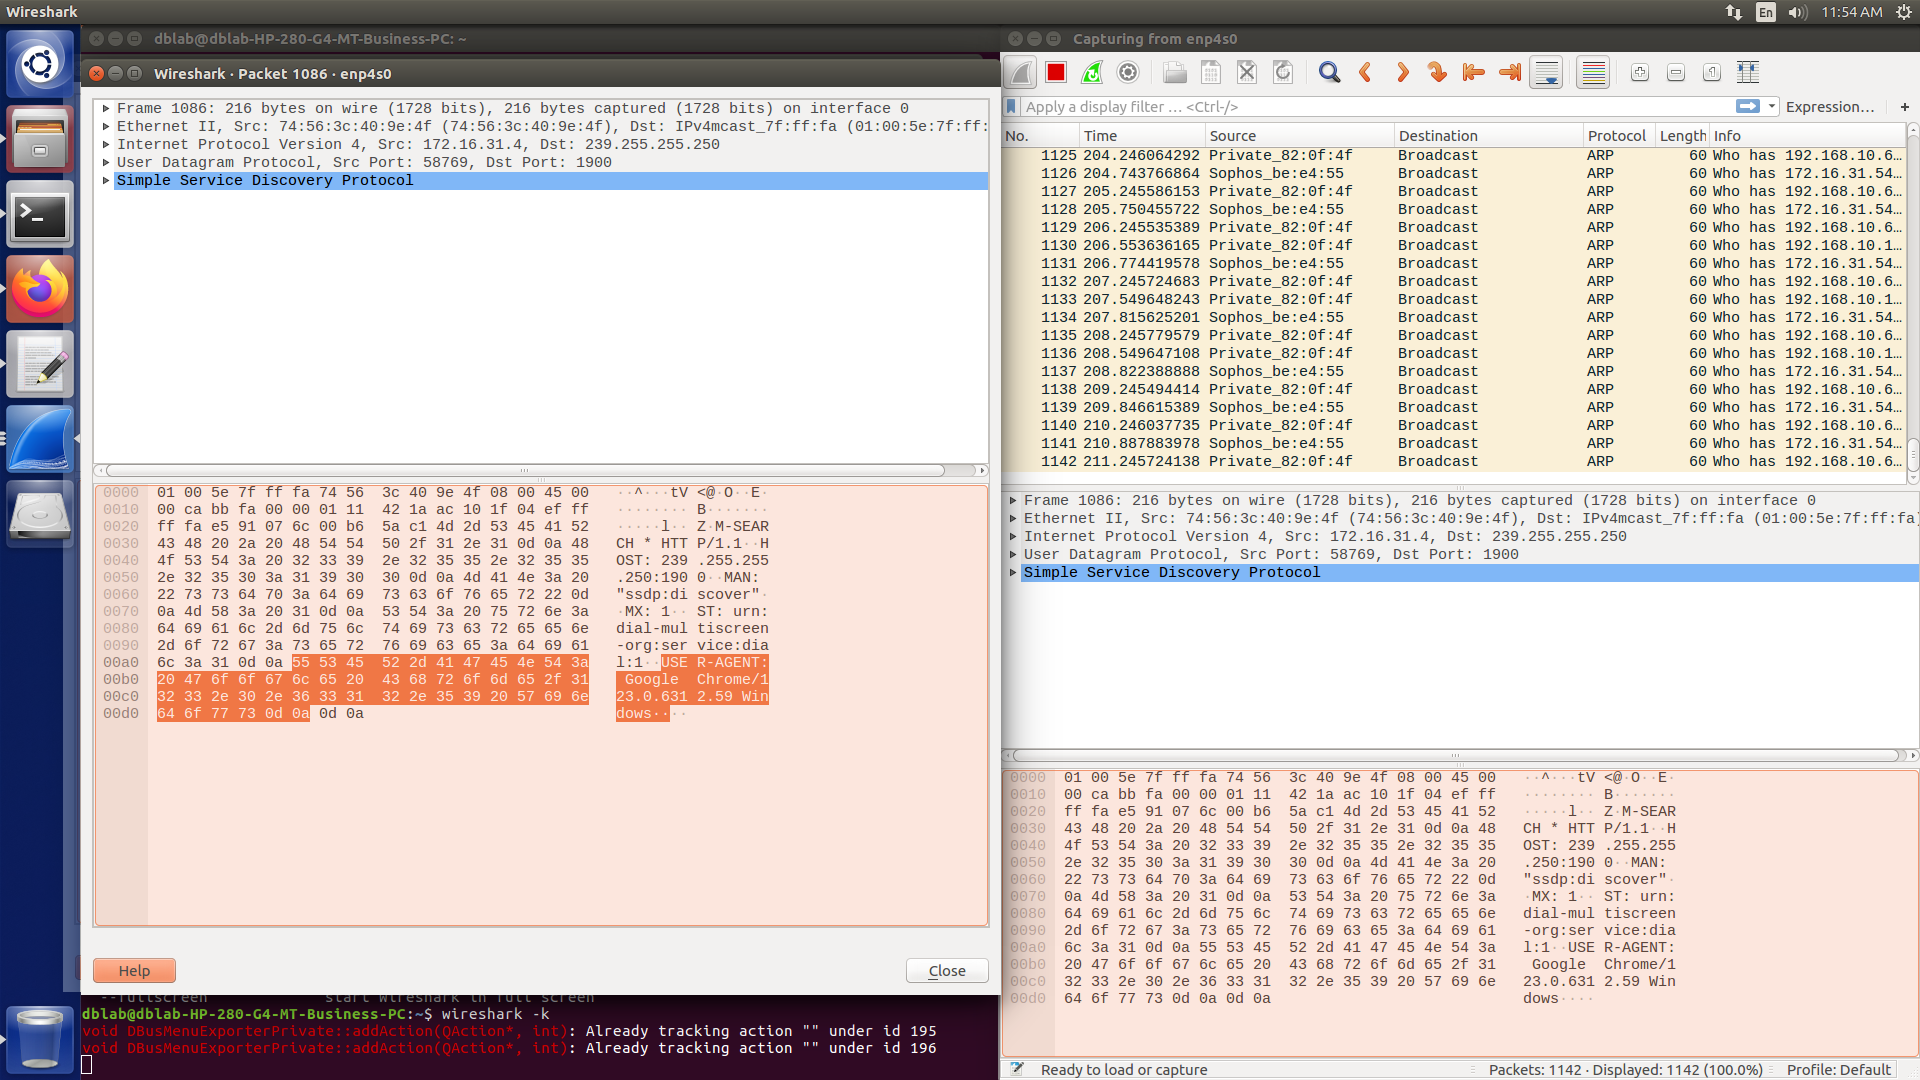 Wireshark
En
11:54 AM
dblab@dblab-HP-280-G4-MT-Business-PC: ~
Wireshark · Packet 1086 · enp4s0
Frame 1086: 216 bytes on wire (1728 bits), 216 bytes captured (1728 bits) on interface 0
Ethernet II, Src: 74:56:3c:40:9e:4f (74:56:3c:40:9e:4f), Dst: IPv4mcast_7f:ff:fa (01:00:5e:7f:ff:
Internet Protocol Version 4, Src: 172.16.31.4, Dst: 239.255.255.250
User Datagram Protocol, Src Port: 58769, Dst Port: 1900
Simple Service Discovery Protocol
0000 01 00 5e 7f ff fa 74 56 3c 40 9e 4f 08 00 45 00 ··^···tV <@·O··E·
0010 00 ca bb fa 00 00 01 11 42 1a ac 10 1f 04 ef ff ········ B·······
0020 ff fa e5 91 07 6c 00 b6 5a c1 4d 2d 53 45 41 52 ·····l·· Z·M-SEAR
0030 43 48 20 2a 20 48 54 54 50 2f 31 2e 31 0d 0a 48 CH * HTT P/1.1··H
0040 4f 53 54 3a 20 32 33 39 2e 32 35 35 2e 32 35 35 OST: 239 .255.255
0050 2e 32 35 30 3a 31 39 30 30 0d 0a 4d 41 4e 3a 20 .250:190 0··MAN:
0060 22 73 73 64 70 3a 64 69 73 63 6f 76 65 72 22 0d "ssdp:di scover"·
0070 0a 4d 58 3a 20 31 0d 0a 53 54 3a 20 75 72 6e 3a ·MX: 1·· ST: urn:
0080 64 69 61 6c 2d 6d 75 6c 74 69 73 63 72 65 65 6e dial-mul tiscreen
0090 2d 6f 72 67 3a 73 65 72 76 69 63 65 3a 64 69 61 -org:ser vice:dia
00a0 6c 3a 31 0d 0a 55 53 45 52 2d 41 47 45 4e 54 3a l:1··USE R-AGENT:
00b0 20 47 6f 6f 67 6c 65 20 43 68 72 6f 6d 65 2f 31 Google Chrome/1
00c0 32 33 2e 30 2e 36 33 31 32 2e 35 39 20 57 69 6e 23.0.631 2.59 Win
00d0 64 6f 77 73 0d 0a 0d 0a dows····
Help
Close
--fullscreen start Wireshark in full screen
dblab@dblab-HP-280-G4-MT-Business-PC:~$ wireshark -k
void DBusMenuExporterPrivate::addAction(QAction*, int): Already tracking action "" under id 195
void DBusMenuExporterPrivate::addAction(QAction*, int): Already tracking action "" under id 196
Capturing from enp4s0
Apply a display filter … <Ctrl-/>
Expression…
+
No. Time Source Destination Protocol Length Info
1125 204.246064292 Private_82:0f:4f Broadcast ARP 60 Who has 192.168.10.6…
1126 204.743766864 Sophos_be:e4:55 Broadcast ARP 60 Who has 172.16.31.54…
1127 205.245586153 Private_82:0f:4f Broadcast ARP 60 Who has 192.168.10.6…
1128 205.750455722 Sophos_be:e4:55 Broadcast ARP 60 Who has 172.16.31.54…
1129 206.245535389 Private_82:0f:4f Broadcast ARP 60 Who has 192.168.10.6…
1130 206.553636165 Private_82:0f:4f Broadcast ARP 60 Who has 192.168.10.1…
1131 206.774419578 Sophos_be:e4:55 Broadcast ARP 60 Who has 172.16.31.54…
1132 207.245724683 Private_82:0f:4f Broadcast ARP 60 Who has 192.168.10.6…
1133 207.549648243 Private_82:0f:4f Broadcast ARP 60 Who has 192.168.10.1…
1134 207.815625201 Sophos_be:e4:55 Broadcast ARP 60 Who has 172.16.31.54…
1135 208.245779579 Private_82:0f:4f Broadcast ARP 60 Who has 192.168.10.6…
1136 208.549647108 Private_82:0f:4f Broadcast ARP 60 Who has 192.168.10.1…
1137 208.822388888 Sophos_be:e4:55 Broadcast ARP 60 Who has 172.16.31.54…
1138 209.245494414 Private_82:0f:4f Broadcast ARP 60 Who has 192.168.10.6…
1139 209.846615389 Sophos_be:e4:55 Broadcast ARP 60 Who has 172.16.31.54…
1140 210.246037735 Private_82:0f:4f Broadcast ARP 60 Who has 192.168.10.6…
1141 210.887883978 Sophos_be:e4:55 Broadcast ARP 60 Who has 172.16.31.54…
1142 211.245724138 Private_82:0f:4f Broadcast ARP 60 Who has 192.168.10.6…
Frame 1086: 216 bytes on wire (1728 bits), 216 bytes captured (1728 bits) on interface 0
Ethernet II, Src: 74:56:3c:40:9e:4f (74:56:3c:40:9e:4f), Dst: IPv4mcast_7f:ff:fa (01:00:5e:7f:ff:fa)
Internet Protocol Version 4, Src: 172.16.31.4, Dst: 239.255.255.250
User Datagram Protocol, Src Port: 58769, Dst Port: 1900
Simple Service Discovery Protocol
0000 01 00 5e 7f ff fa 74 56 3c 40 9e 4f 08 00 45 00 ··^···tV <@·O··E·
0010 00 ca bb fa 00 00 01 11 42 1a ac 10 1f 04 ef ff ········ B·······
0020 ff fa e5 91 07 6c 00 b6 5a c1 4d 2d 53 45 41 52 ·····l·· Z·M-SEAR
0030 43 48 20 2a 20 48 54 54 50 2f 31 2e 31 0d 0a 48 CH * HTT P/1.1··H
0040 4f 53 54 3a 20 32 33 39 2e 32 35 35 2e 32 35 35 OST: 239 .255.255
0050 2e 32 35 30 3a 31 39 30 30 0d 0a 4d 41 4e 3a 20 .250:190 0··MAN:
0060 22 73 73 64 70 3a 64 69 73 63 6f 76 65 72 22 0d "ssdp:di scover"·
0070 0a 4d 58 3a 20 31 0d 0a 53 54 3a 20 75 72 6e 3a ·MX: 1·· ST: urn:
0080 64 69 61 6c 2d 6d 75 6c 74 69 73 63 72 65 65 6e dial-mul tiscreen
0090 2d 6f 72 67 3a 73 65 72 76 69 63 65 3a 64 69 61 -org:ser vice:dia
00a0 6c 3a 31 0d 0a 55 53 45 52 2d 41 47 45 4e 54 3a l:1··USE R-AGENT:
00b0 20 47 6f 6f 67 6c 65 20 43 68 72 6f 6d 65 2f 31 Google Chrome/1
00c0 32 33 2e 30 2e 36 33 31 32 2e 35 39 20 57 69 6e 23.0.631 2.59 Win
00d0 64 6f 77 73 0d 0a 0d 0a dows····
Ready to load or capture
Packets: 1142 · Displayed: 1142 (100.0%)
Profile: Default